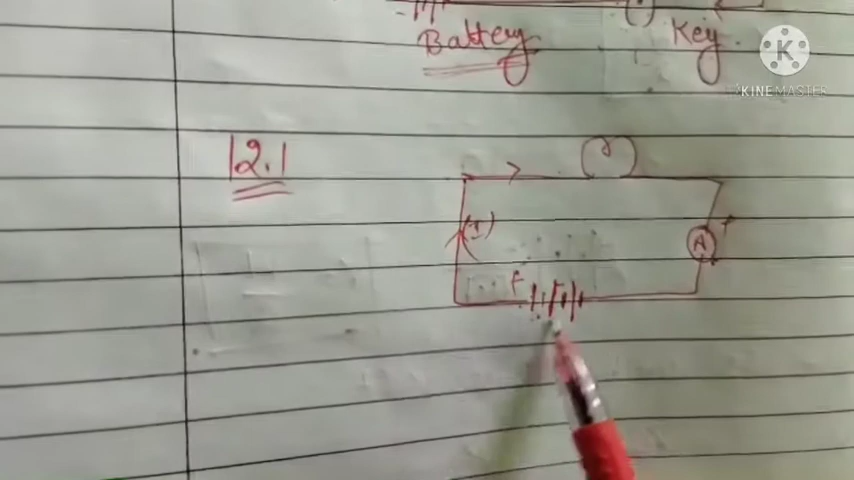 Battery
Key
K
KINEMASTER
12.1
(I)
A
+